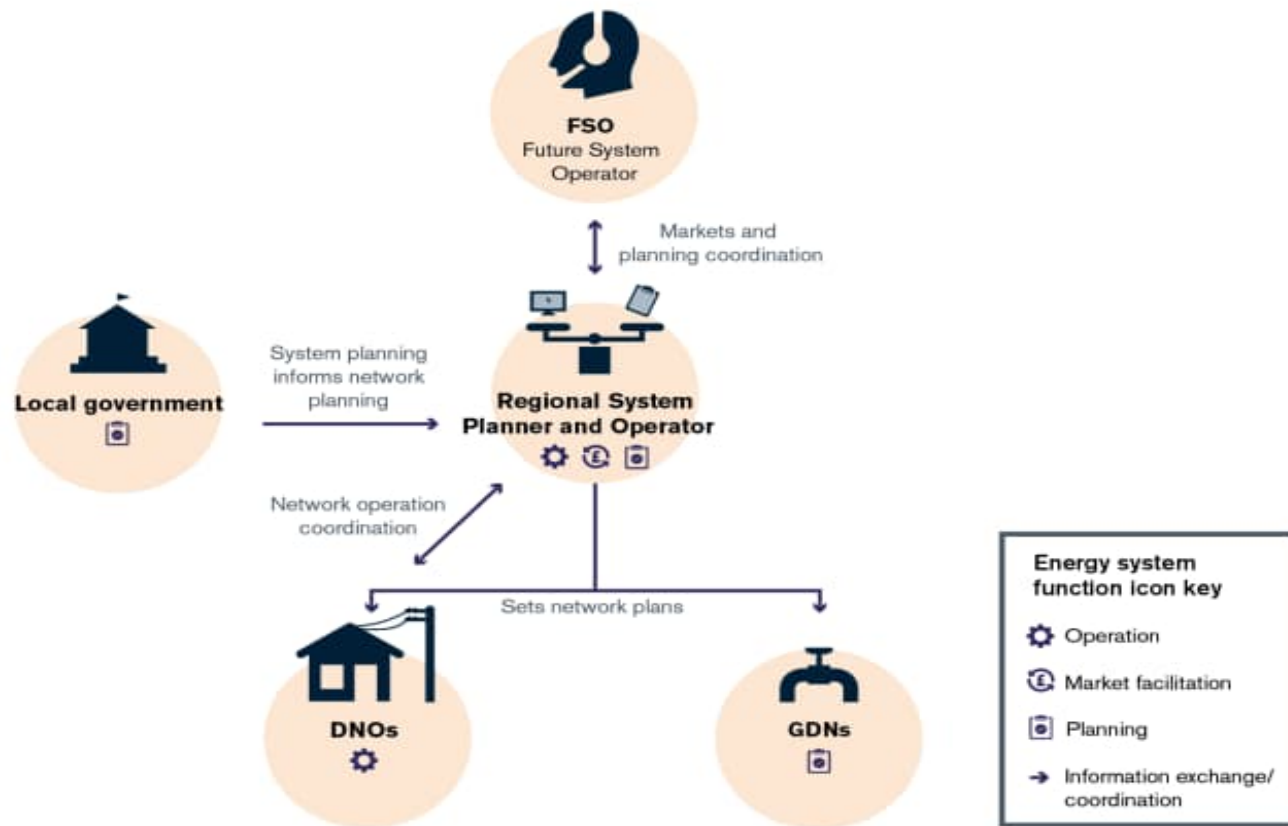 FSO
Future System
Operator
Markets and
planning coordination
Local government
System planning
informs network
planning
Regional System
Planner and Operator
£
Network operation
coordination
Sets network plans
DNOs
GDNs
Energy system
function icon key
Operation
£ Market facilitation
Planning
Information exchange/
coordination